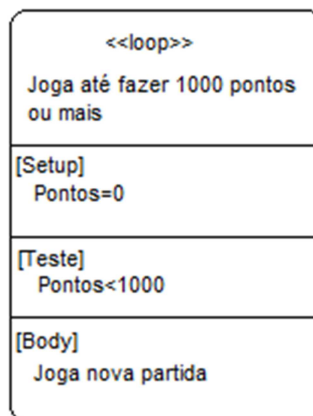 <<loop>>
Joga até fazer 1000 pontos
ou mais
[Setup]
Pontos=0
[Teste]
Pontos<1000
[Body]
Joga nova partida